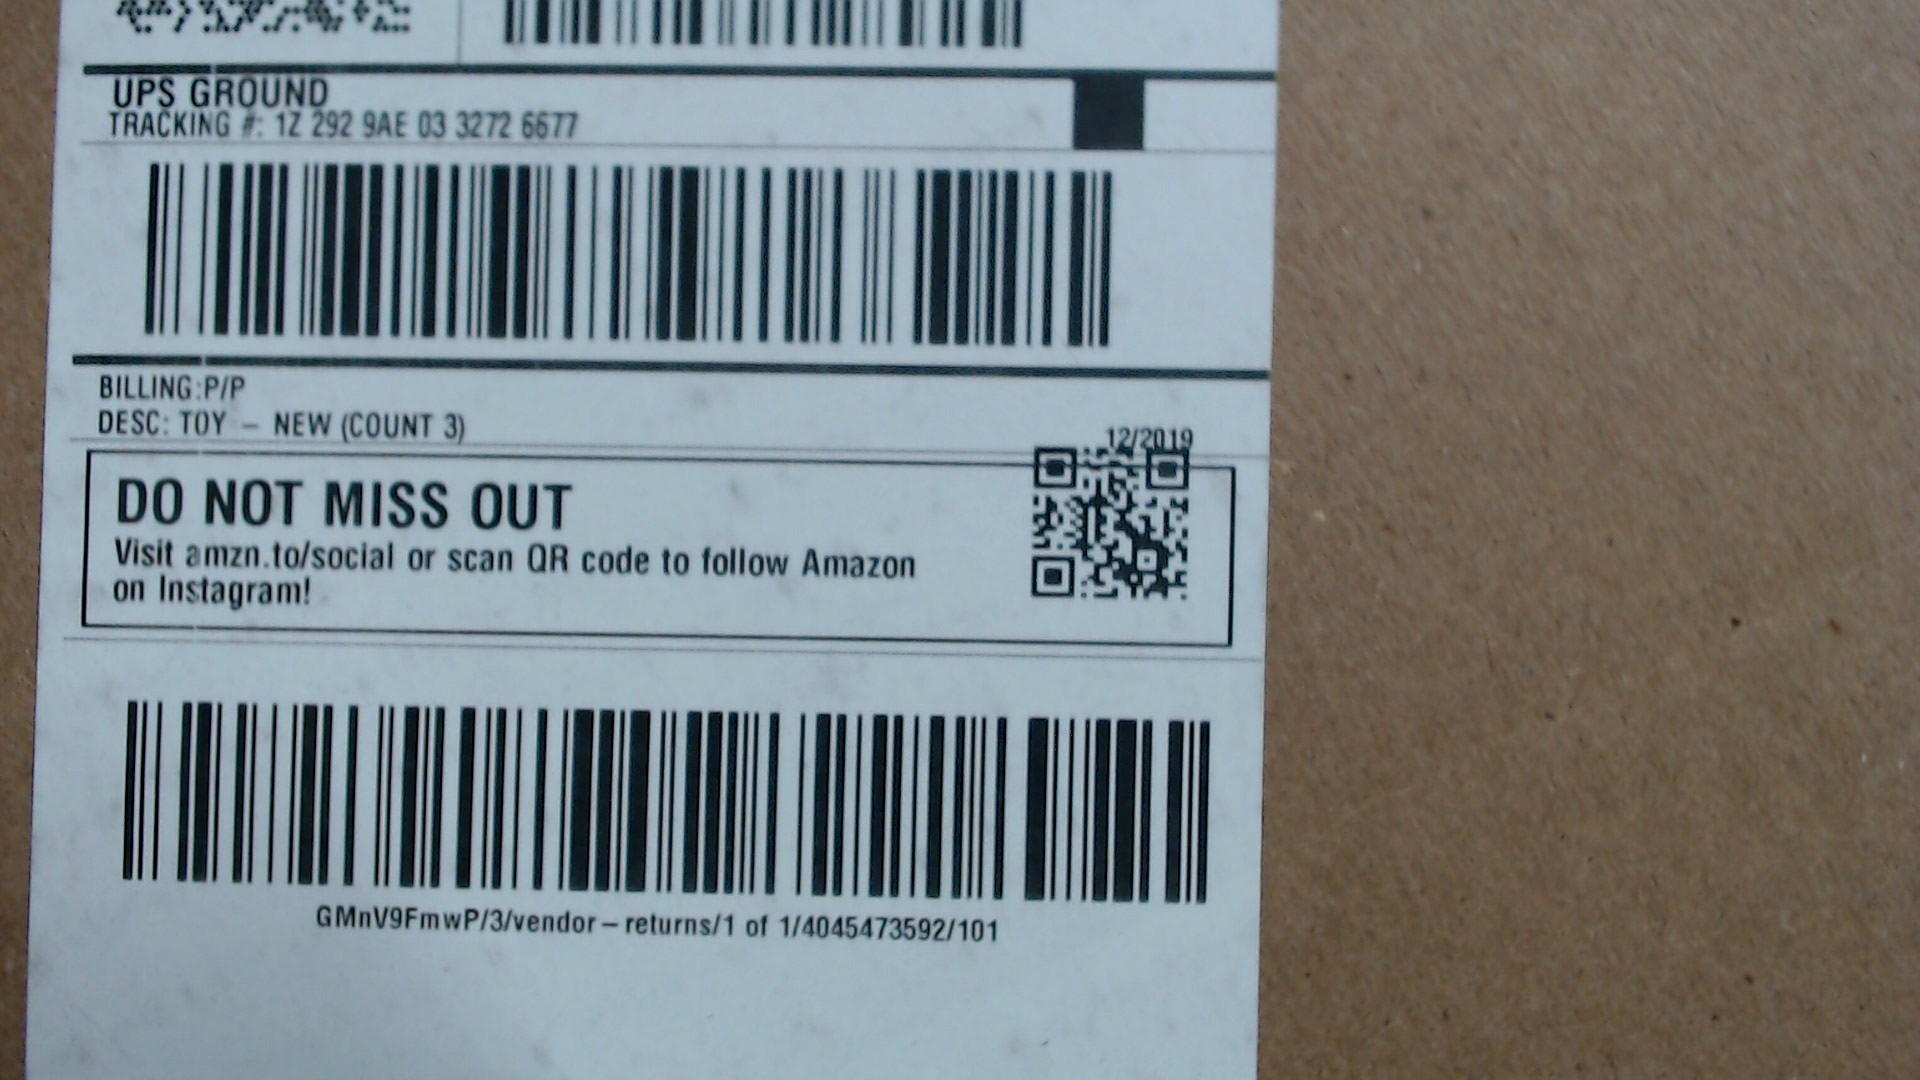 UPS GROUND
TRACKING #: 1Z 292 9AE 03 3272 6677
BILLING:P/P
DESC: TOY – NEW (COUNT 3)
12/2019
DO NOT MISS OUT
Visit amzn.to/social or scan QR code to follow Amazon
on Instagram!
GMnV9FmwP/3/vendor–returns/1 of 1/4045473592/101